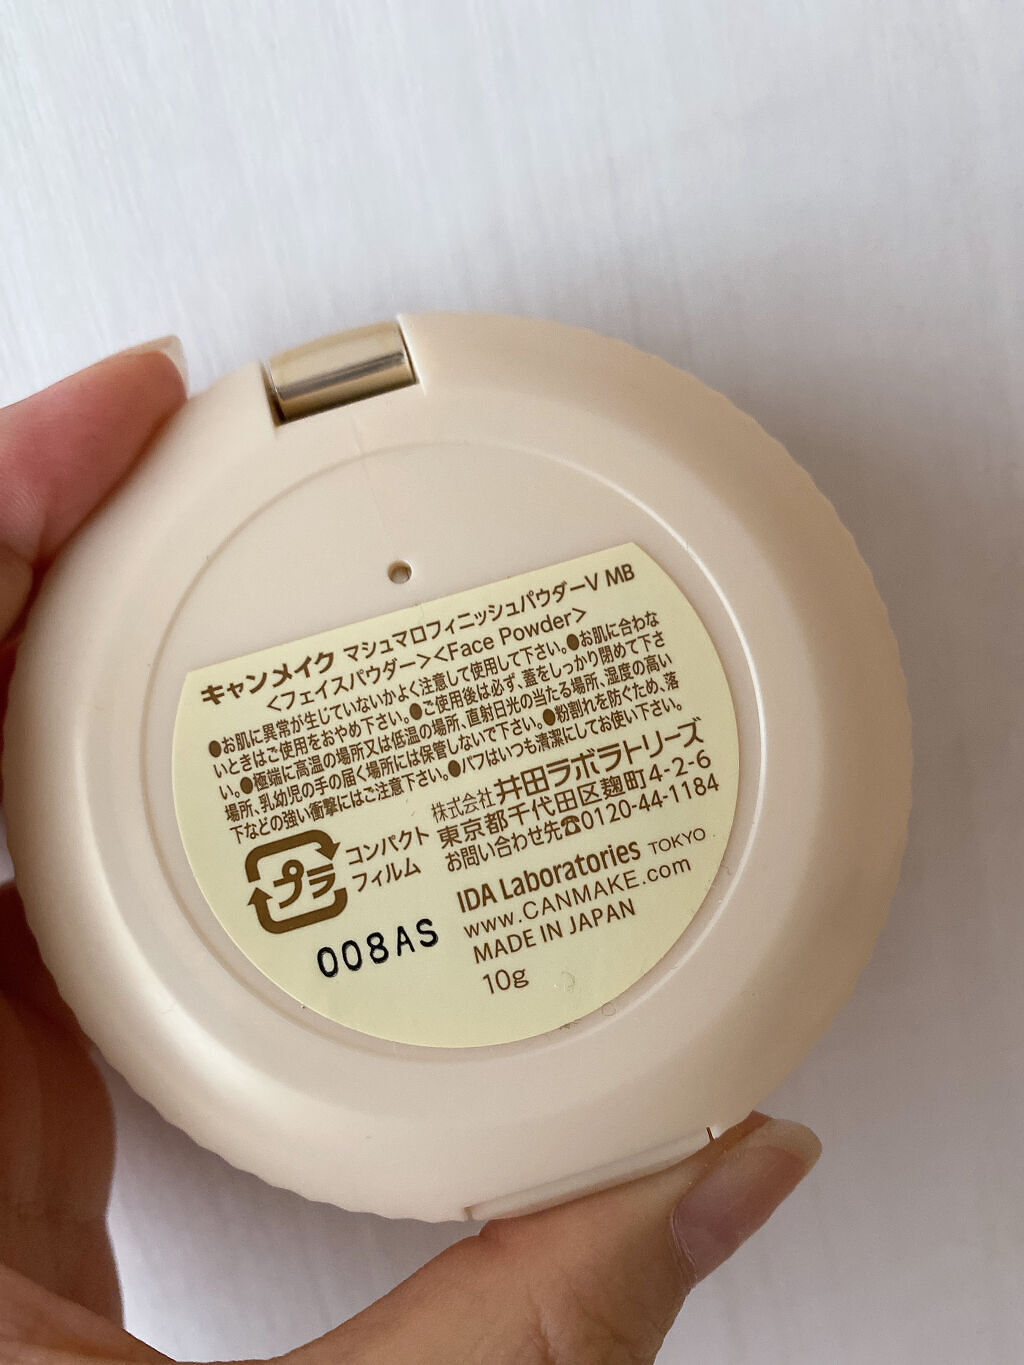 キャンメイク マシュマロフィニッシュパウダーV MB
<フェイスパウダー><Face Powder>
●お肌に異常が生じていないかよく注意して使用して下さい。●お肌に合わな
いときはご使用をおやめ下さい。●ご使用後は必ず、蓋をしっかり閉めて下さ
い。●極端に高温の場所又は低温の場所、直射日光の当たる場所、湿度の高い
場所、乳幼児の手の届く場所には保管しないで下さい。●粉割れを防ぐため、落
下などの強い衝撃にはご注意下さい。●パフはいつも清潔にしてお使い下さい。
プラ
コンパクト
フィルム
株式会社井田ラボラトリーズ
東京都千代田区麹町4-2-6
お問い合わせ先☎0120-44-1184
IDA Laboratories TOKYO
www.CANMAKE.com
MADE IN JAPAN
10g
008AS